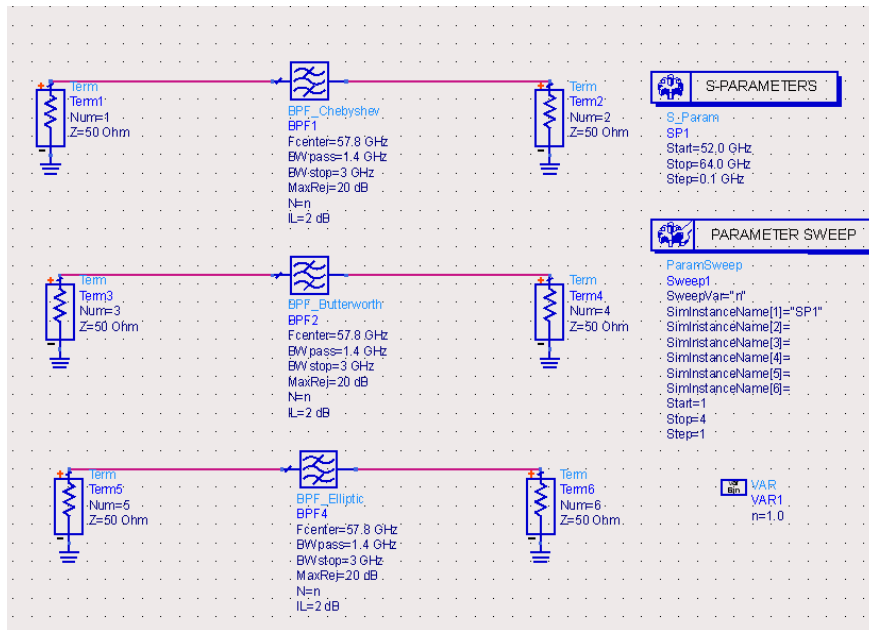 Term
Term1
Num=1
Z=50 Ohm
BPF_Chebyshev
BPF1
Fcenter=57.8 GHz
BWpass=1.4 GHz
BWstop=3 GHz
MaxRej=20 dB
N=n
IL=2 dB
Term
Term2
Num=2
Z=50 Ohm
S-PARAMETERS
S_Param
SP1
Start=52.0 GHz
Stop=64.0 GHz
Step=0.1 GHz
Term
Term3
Num=3
Z=50 Ohm
BPF_Butterworth
BPF2
Fcenter=57.8 GHz
BWpass=1.4 GHz
BWstop=3 GHz
MaxRej=20 dB
N=n
IL=2 dB
Term
Term4
Num=4
Z=50 Ohm
PARAMETER SWEEP
ParamSweep
Sweep1
SweepVar="n"
SimInstanceName[1]="SP1"
SimInstanceName[2]=
SimInstanceName[3]=
SimInstanceName[4]=
SimInstanceName[5]=
SimInstanceName[6]=
Start=1
Stop=4
Step=1
Term
Term5
Num=5
Z=50 Ohm
BPF_Elliptic
BPF4
Fcenter=57.8 GHz
BWpass=1.4 GHz
BWstop=3 GHz
MaxRej=20 dB
N=n
IL=2 dB
Term
Term6
Num=6
Z=50 Ohm
Var
Eqn
VAR
VAR1
n=1.0